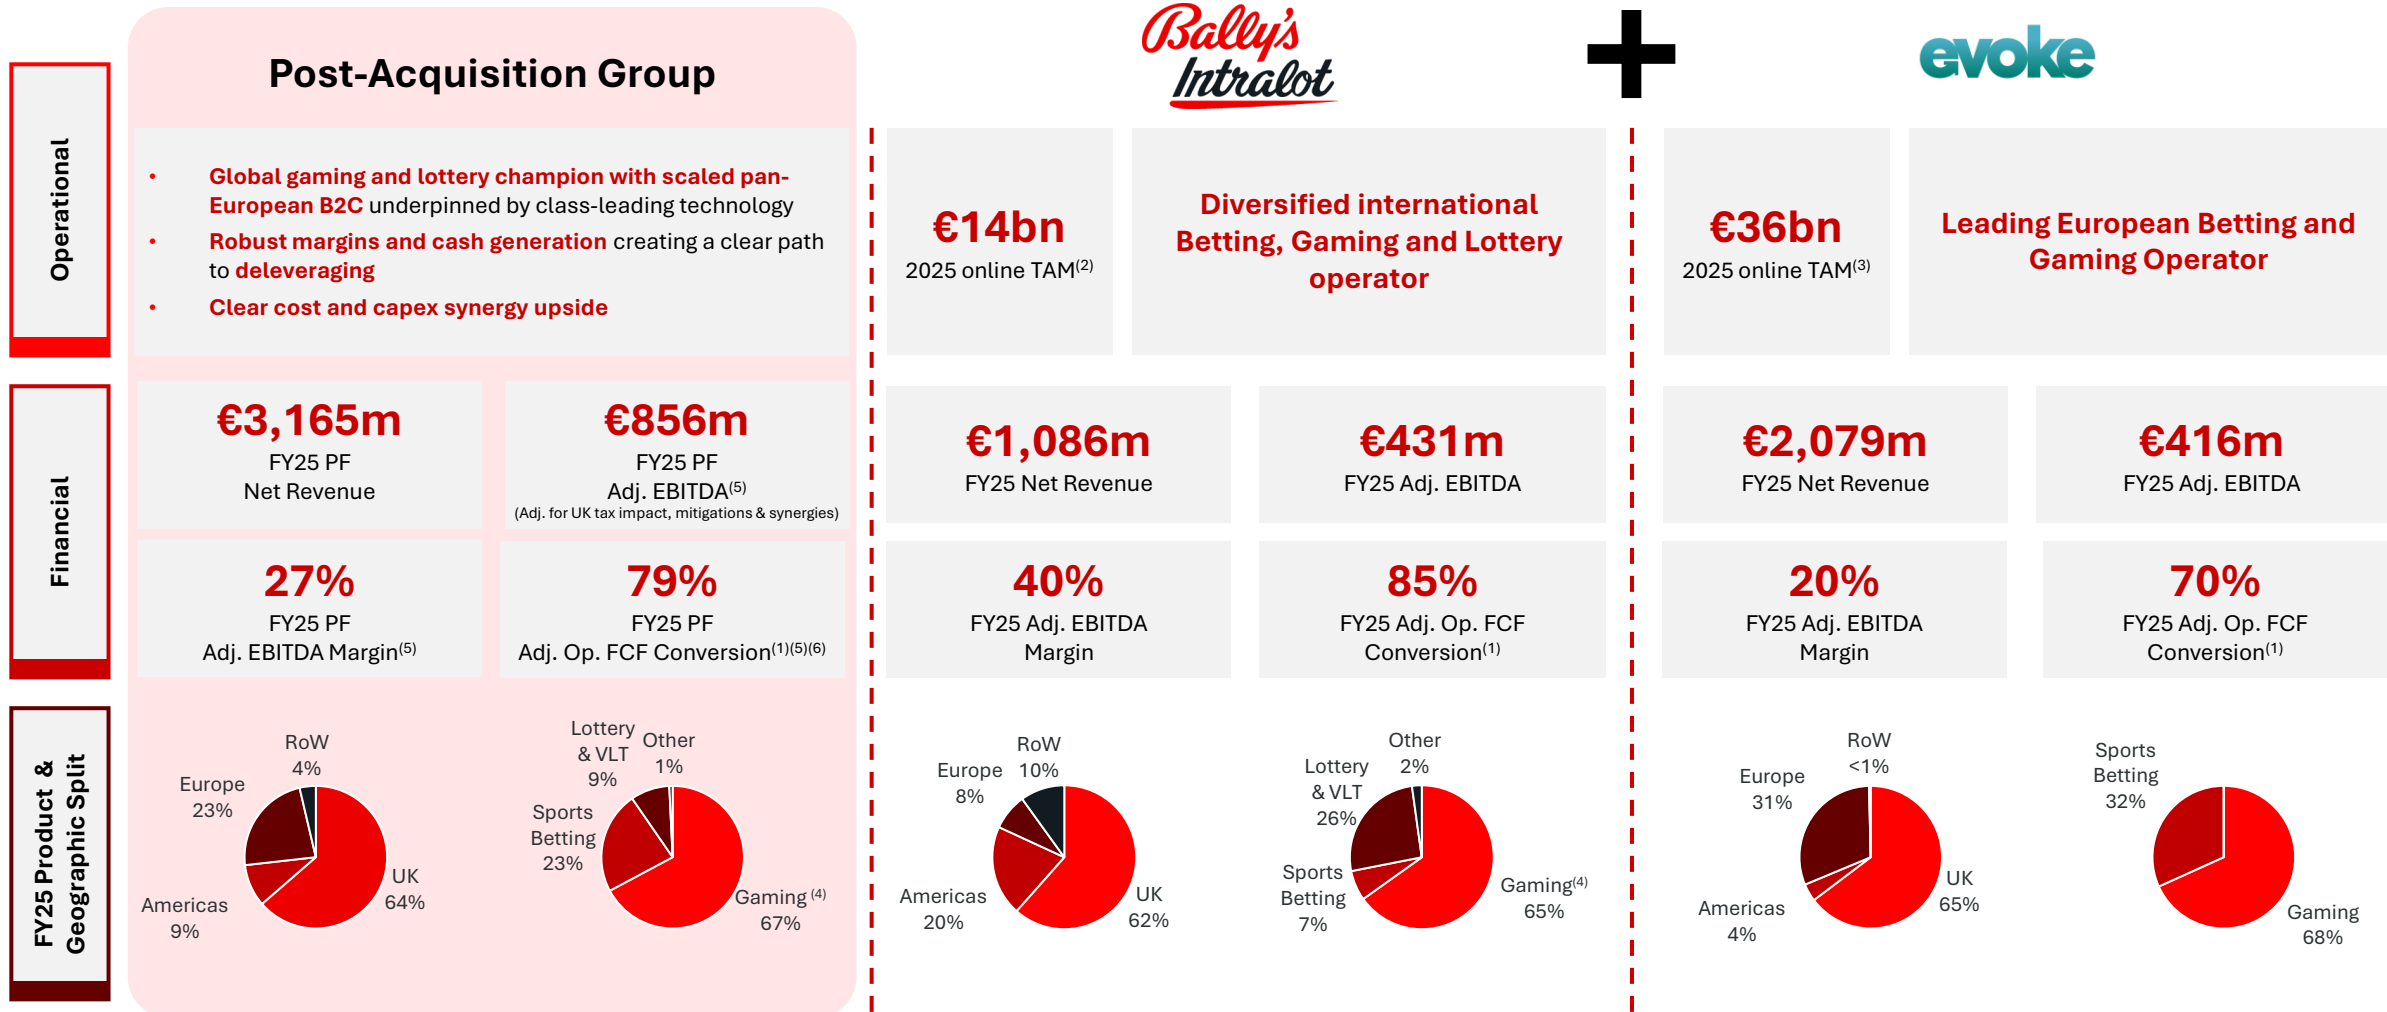 Post-Acquisition Group
Bally's
Intralot
evoke
Operational
• Global gaming and lottery champion with scaled pan-
European B2C underpinned by class-leading technology
• Robust margins and cash generation creating a clear path
to deleveraging
• Clear cost and capex synergy upside
€14bn
2025 online TAM(2)
Diversified international
Betting, Gaming and Lottery
operator
€36bn
2025 online TAM(3)
Leading European Betting and
Gaming Operator
Financial
€3,165m
FY25 PF
Net Revenue
€856m
FY25 PF
Adj. EBITDA(5)
(Adj. for UK tax impact, mitigations & synergies)
€1,086m
FY25 Net Revenue
€431m
FY25 Adj. EBITDA
€2,079m
FY25 Net Revenue
€416m
FY25 Adj. EBITDA
27%
FY25 PF
Adj. EBITDA Margin(5)
79%
FY25 PF
Adj. Op. FCF Conversion(1)(5)(6)
40%
FY25 Adj. EBITDA
Margin
85%
FY25 Adj. Op. FCF
Conversion(1)
20%
FY25 Adj. EBITDA
Margin
70%
FY25 Adj. Op. FCF
Conversion(1)
FY25 Product &
Geographic Split
RoW
4%
Europe
23%
Americas
9%
UK
64%
Lottery
& VLT
9%
Other
1%
Sports
Betting
23%
Gaming (4)
67%
RoW
10%
Europe
8%
Americas
20%
UK
62%
Other
2%
Lottery
& VLT
26%
Sports
Betting
7%
Gaming(4)
65%
RoW
<1%
Europe
31%
Americas
4%
UK
65%
Sports
Betting
32%
Gaming
68%